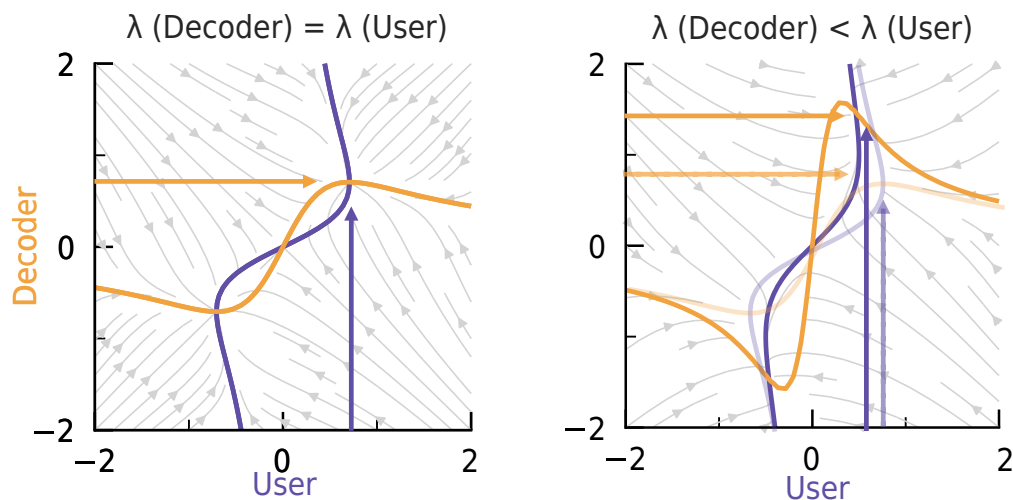 λ (Decoder) = λ (User)
2
0
−2
−2
0
2
Decoder
User
λ (Decoder) < λ (User)
2
0
−2
−2
0
2
User